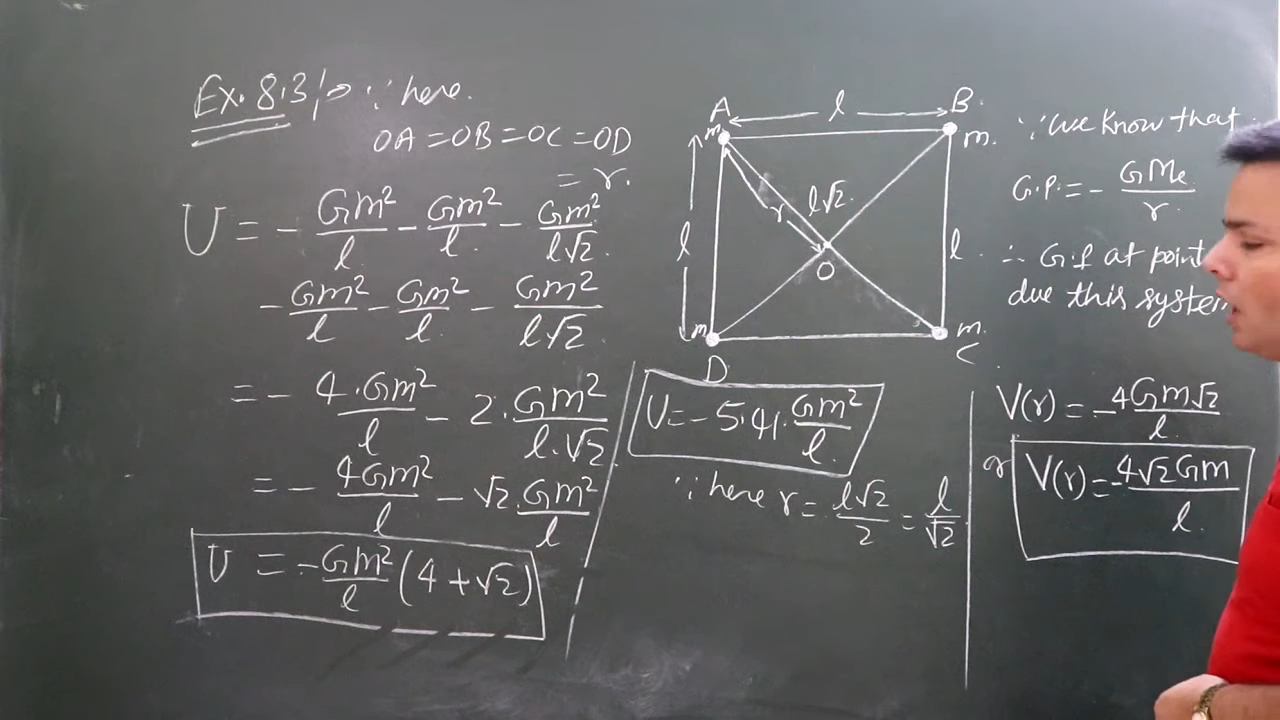 Ex. 8.3/⇒ ∵ here.
OA = OB = OC = OD
= r.
U = - Gm²/l - Gm²/l. - Gm²/l√2
- Gm²/l - Gm²/l. - Gm²/l√2.
= - 4.Gm²/l - 2.Gm²/l.√2
= - 4Gm²/l - √2.Gm²/l
U = - Gm²/l (4+√2)
A l B.
m m.
l l√2. r l.
O
m m.
D C
U = - 5.41. Gm²/l.
∵ here r = l√2/2 = l/√2
∵ we know that
G.P. = - GMe/r.
∴ G.P at point
due this system
V(r) = -4Gm√2/l.
or V(r) = -4√2Gm/l.